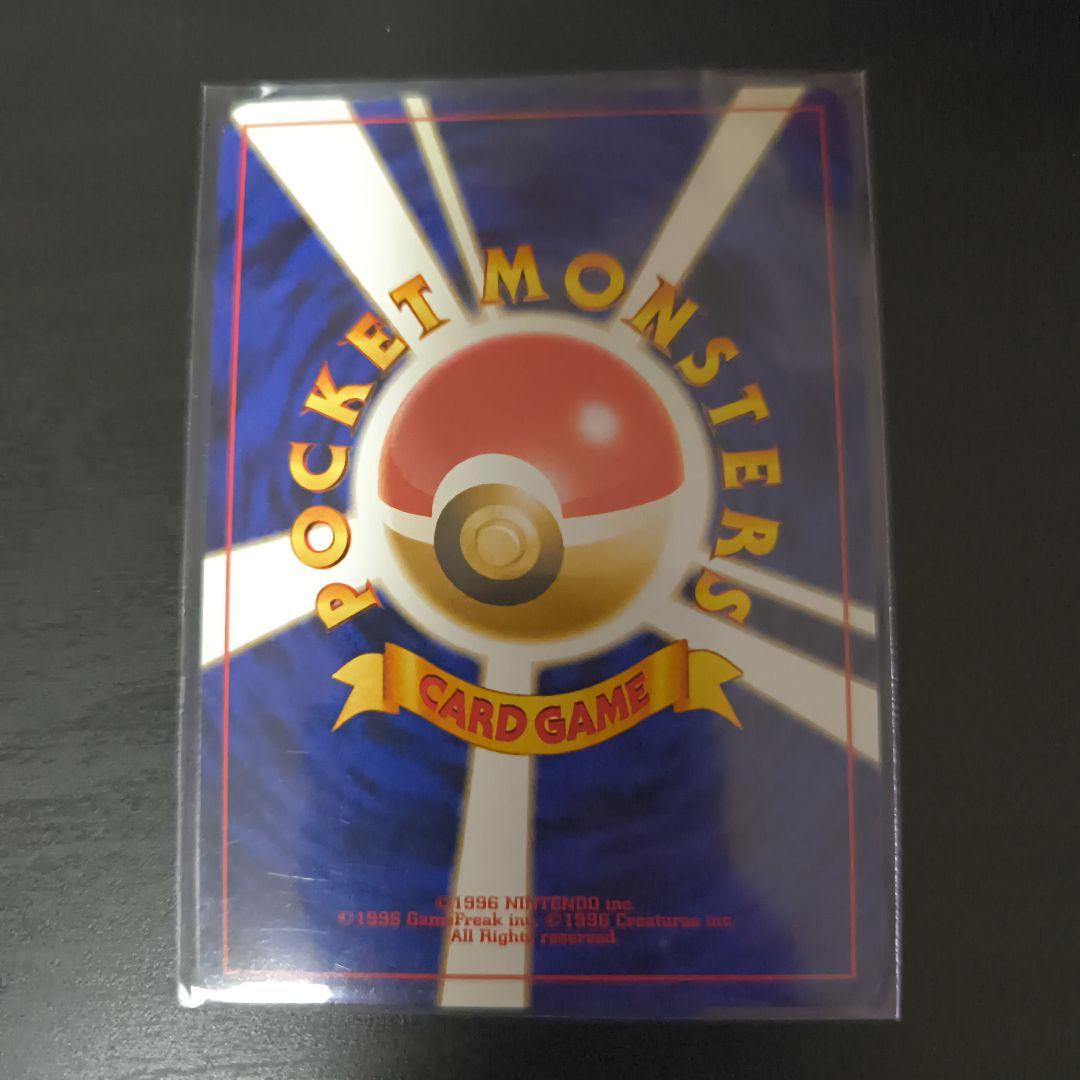 POCKET MONSTERS
CARD GAME
©1996 NINTENDO inc.
©1996 GameFreak inc. ©1996 Creatures inc.
All Rights reserved.